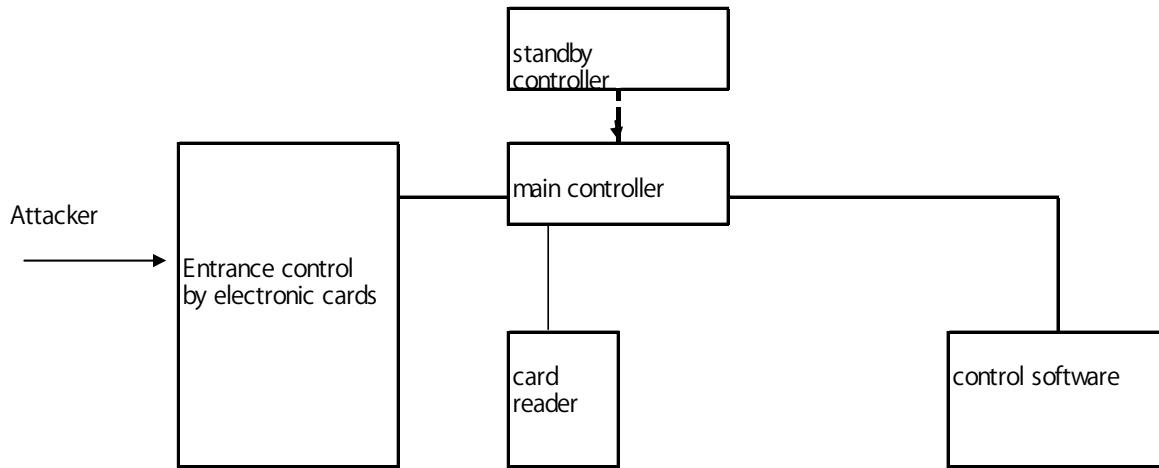 standby
controller
main controller
Attacker
Entrance control
by electronic cards
card
reader
control software